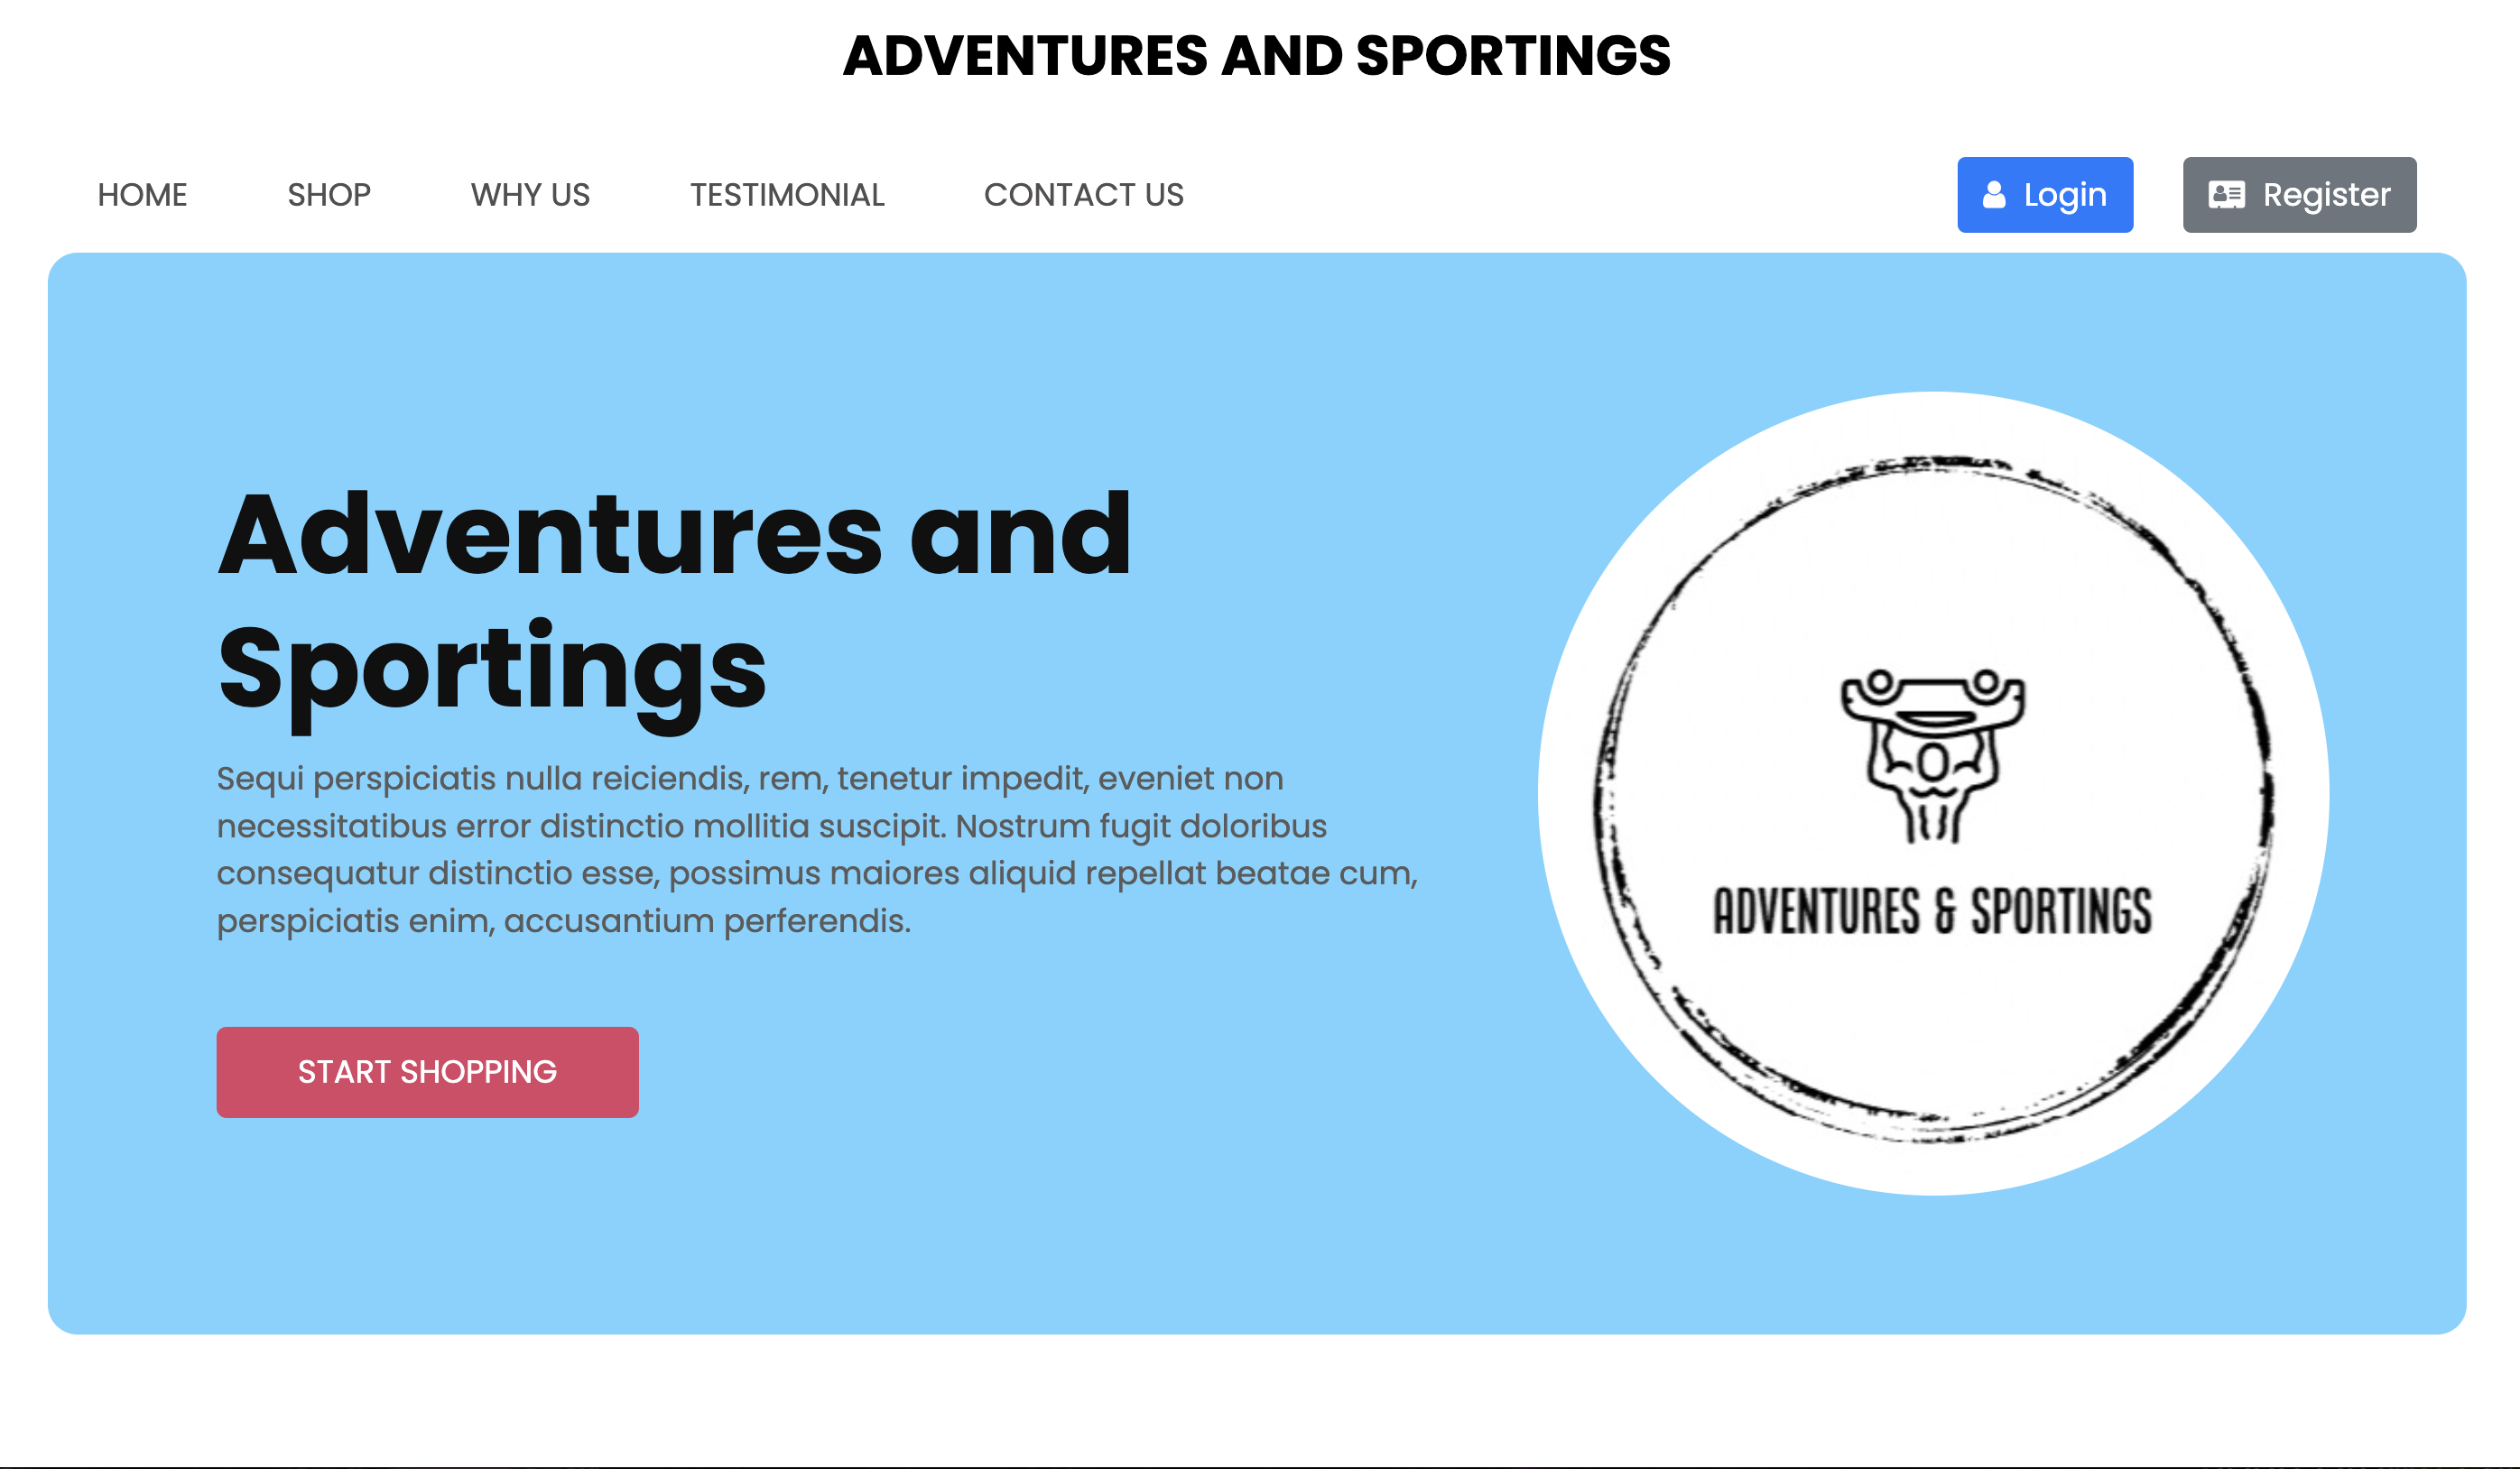 ADVENTURES AND SPORTINGS
HOME SHOP WHY US TESTIMONIAL CONTACT US Login Register
Adventures and
Sportings
Sequi perspiciatis nulla reiciendis, rem, tenetur impedit, eveniet non
necessitatibus error distinctio mollitia suscipit. Nostrum fugit doloribus
consequatur distinctio esse, possimus maiores aliquid repellat beatae cum,
perspiciatis enim, accusantium perferendis.
START SHOPPING
ADVENTURES & SPORTINGS